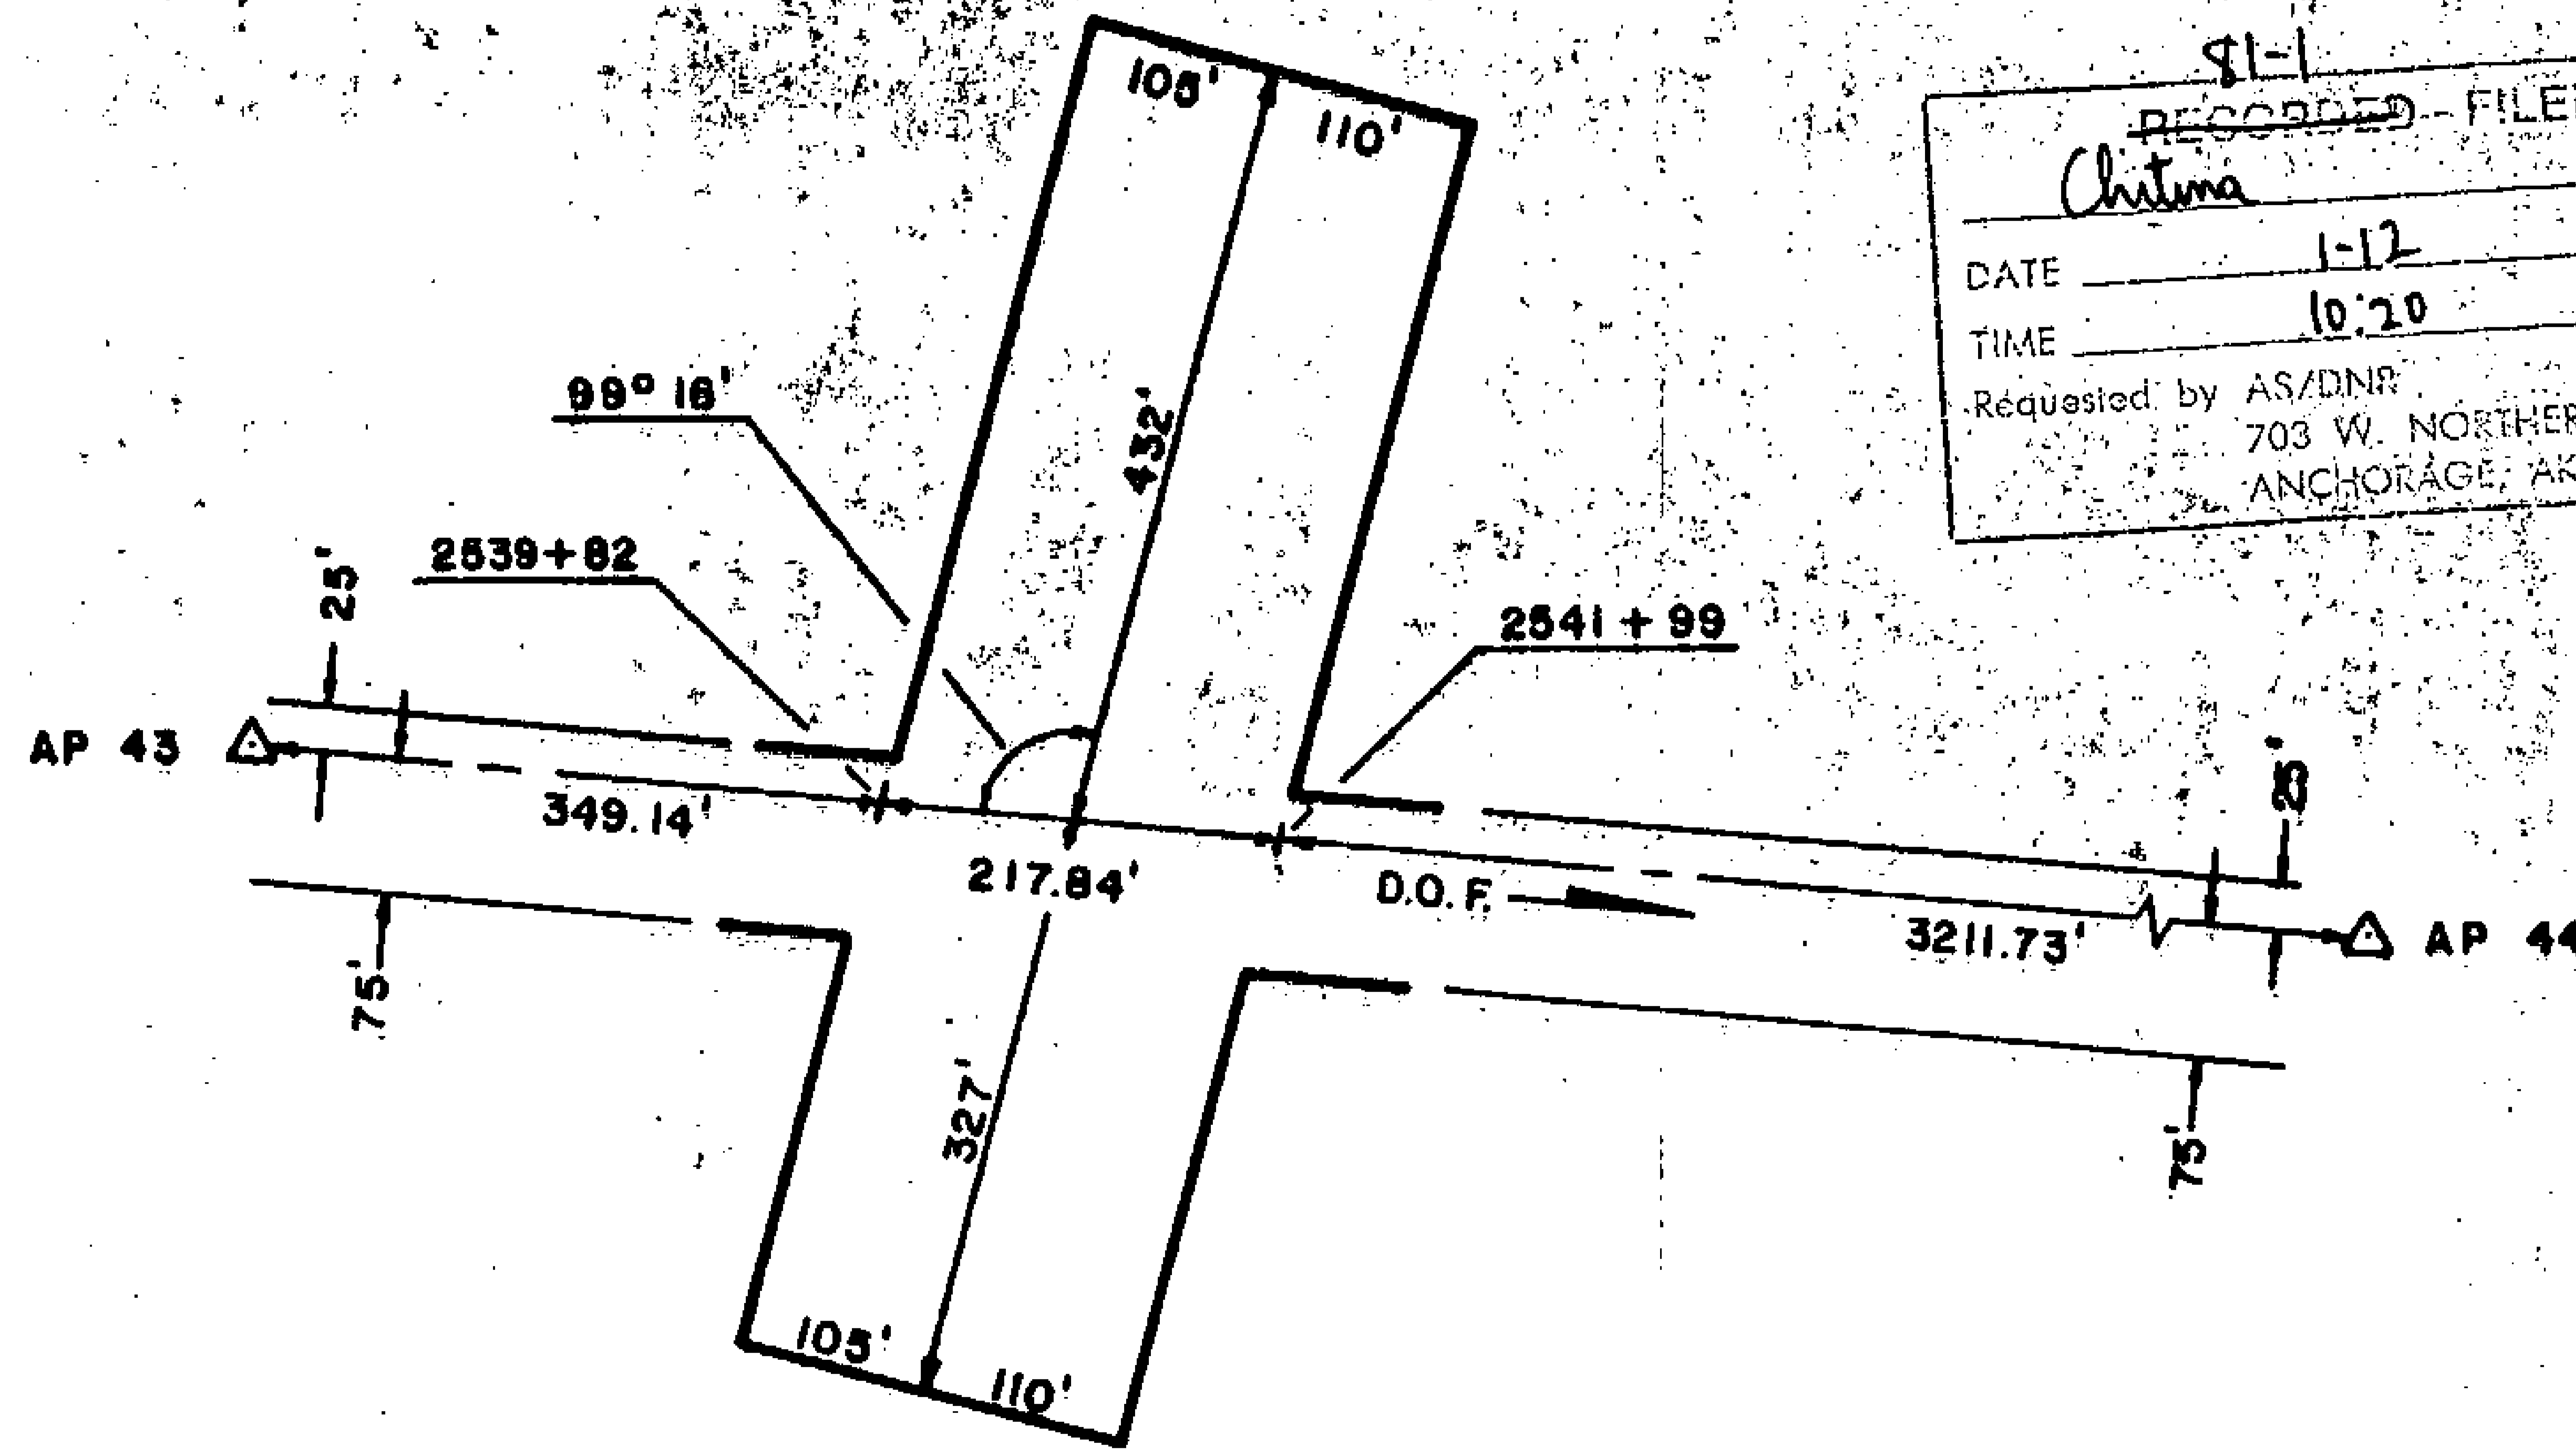 81-1
RECORDED - FILE
Chitina
DATE 1-12
TIME 10:20
Requested by AS/DNR
703 W. NORTHER
ANCHORAGE, AK
105'
110'
432'
99° 16'
2539+82
25'
2541+99
AP 43
349.14'
217.84'
D.O.F.
3211.73'
25'
AP 44
75'
75'
327'
105'
110'